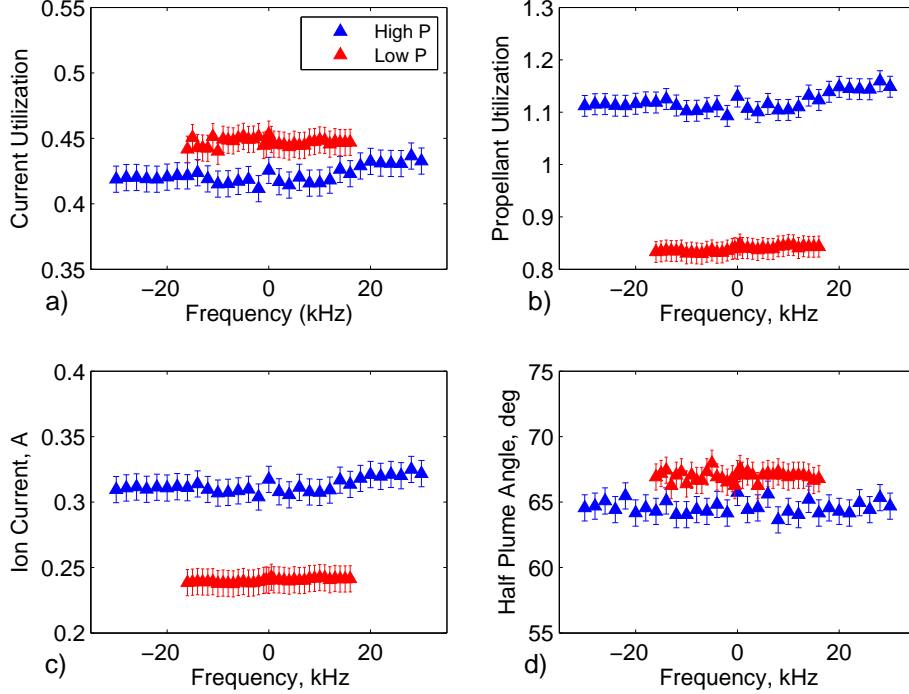 0.55
0.5
0.45
0.4
0.35
Current Utilization
High P
Low P
−20 0 20
Frequency (kHz)
a)
1.3
1.2
1.1
1
0.9
0.8
Propellant Utilization
−20 0 20
Frequency, kHz
b)
0.4
0.35
0.3
0.25
0.2
Ion Current, A
−20 0 20
Frequency, kHz
c)
75
70
65
60
55
Half Plume Angle, deg
−20 0 20
Frequency, kHz
d)